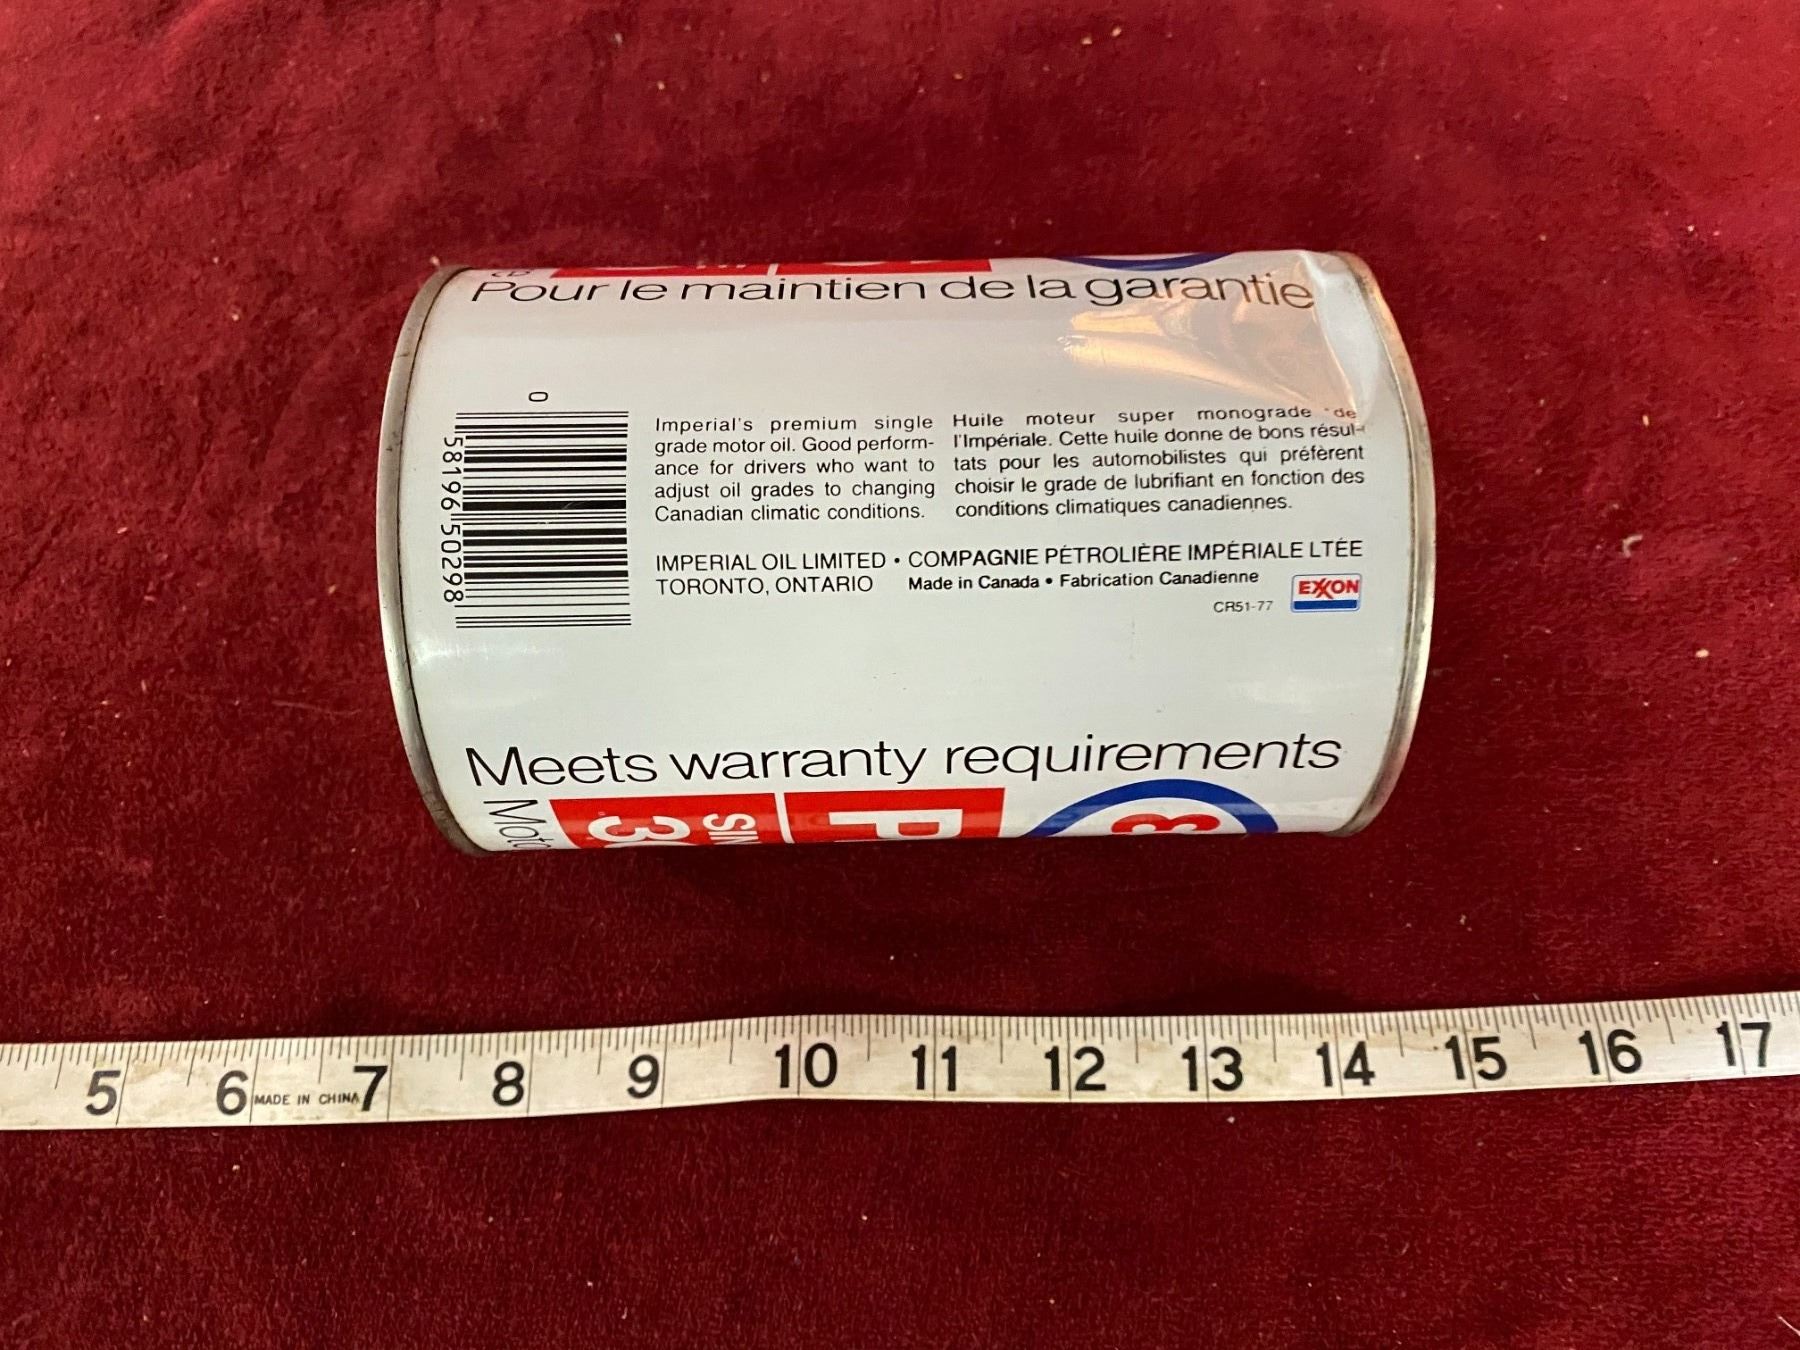 Pour le maintien de la garantie
0
58196 50298
Imperial's premium single
grade motor oil. Good perform-
ance for drivers who want to
adjust oil grades to changing
Canadian climatic conditions.
Huile moteur super monograde de
l'Impériale. Cette huile donne de bons résul-
tats pour les automobilistes qui préfèrent
choisir le grade de lubrifiant en fonction des
conditions climatiques canadiennes.
IMPERIAL OIL LIMITED • COMPAGNIE PÉTROLIÈRE IMPÉRIALE LTÉE
TORONTO, ONTARIO
Made in Canada • Fabrication Canadienne
CR51-77
EXXON
Meets warranty requirements
5 6 MADE IN CHINA 7 8 9 10 11 12 13 14 15 16 17